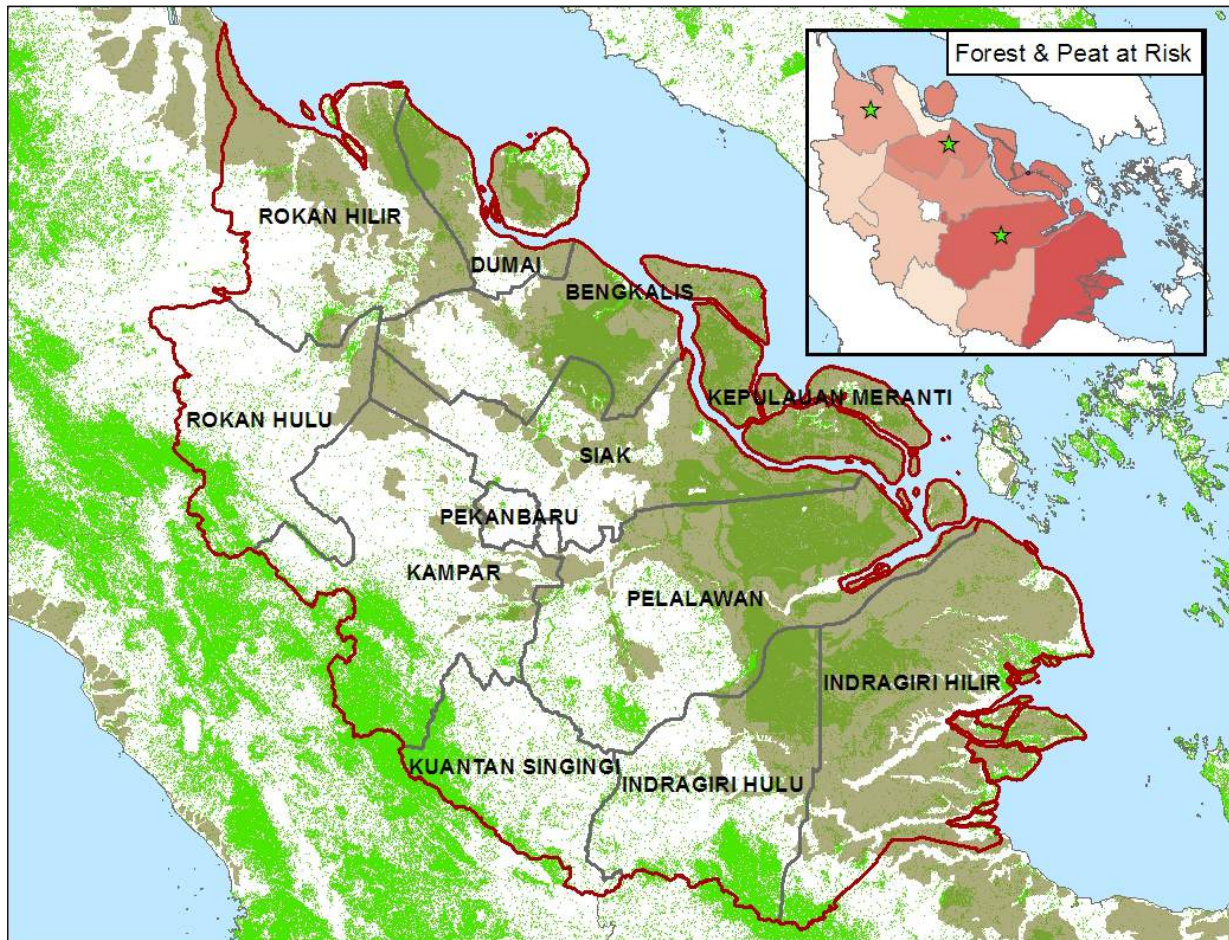 Forest & Peat at Risk
ROKAN HILIR
DUMAI
BENGKALIS
KEPULAUAN MERANTI
ROKAN HULU
SIAK
PEKANBARU
KAMPAR
PELALAWAN
INDRAGIRI HILIR
KUANTAN SINGINGI
INDRAGIRI HULU